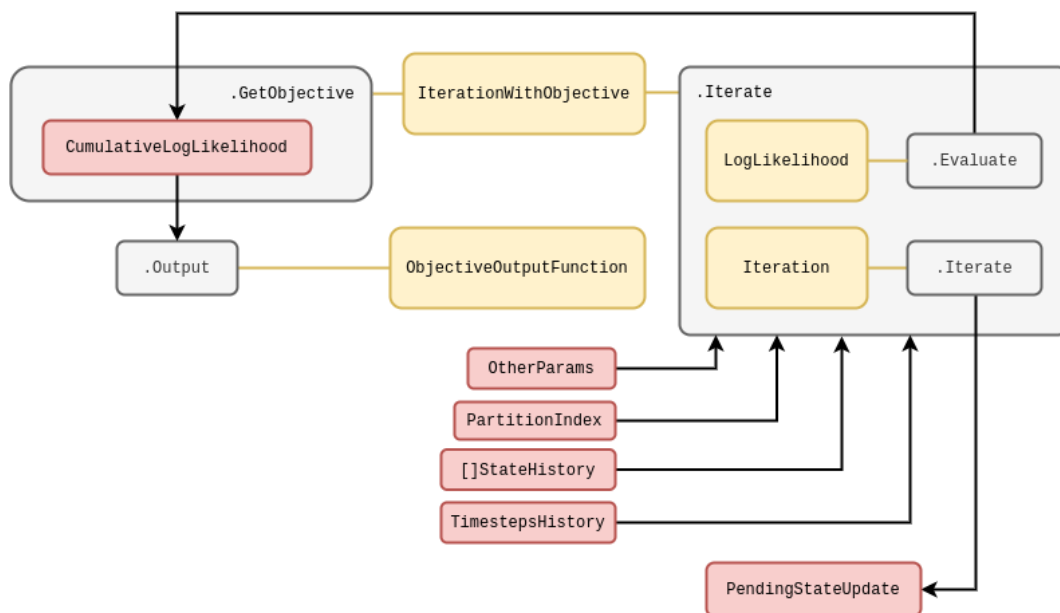 .GetObjective
IterationWithObjective
.Iterate
CumulativeLogLikelihood
LogLikelihood
.Evaluate
.Output
ObjectiveOutputFunction
Iteration
.Iterate
OtherParams
PartitionIndex
[]StateHistory
TimestepsHistory
PendingStateUpdate